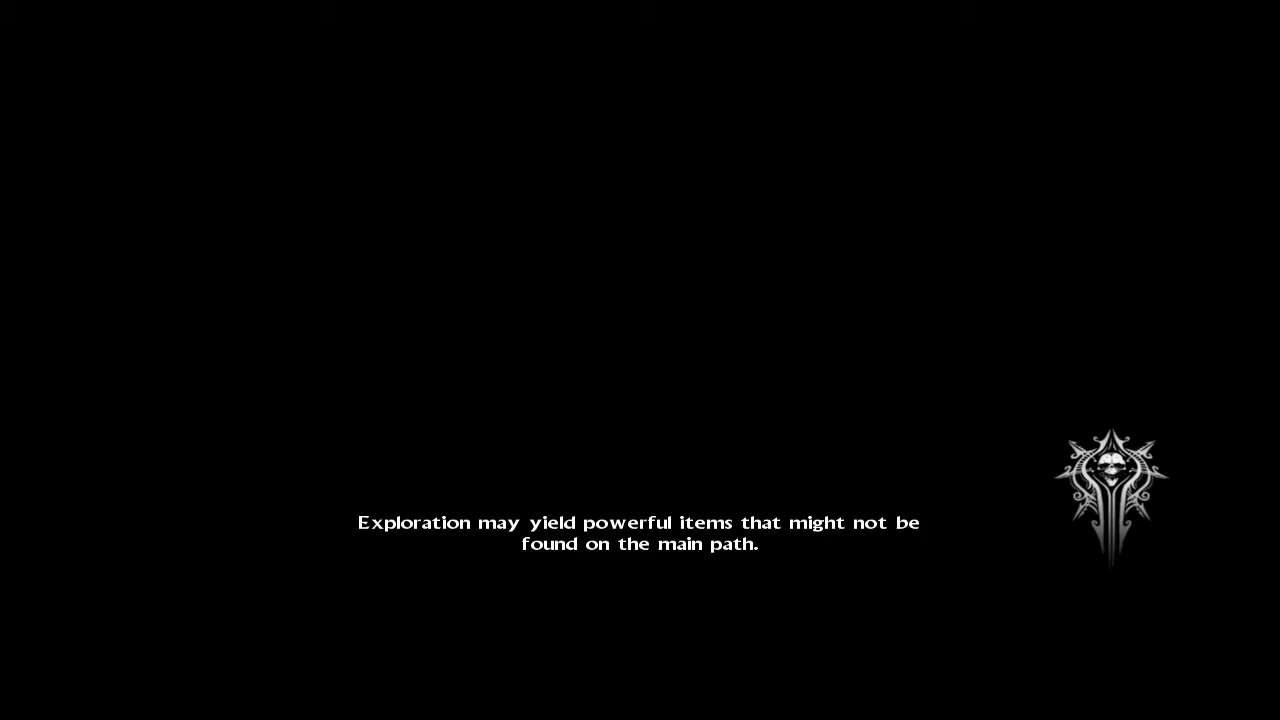 Exploration may yield powerful items that might not be
found on the main path.